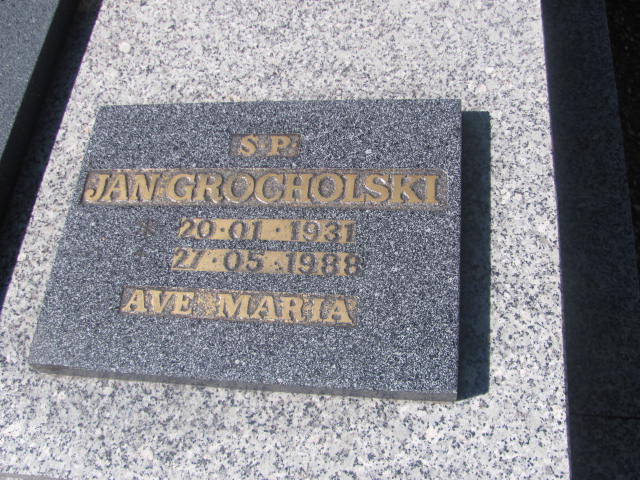 Ś P
JAN GROCHOLSKI
* 20·01·1931
27·05·1988
AVE MARIA